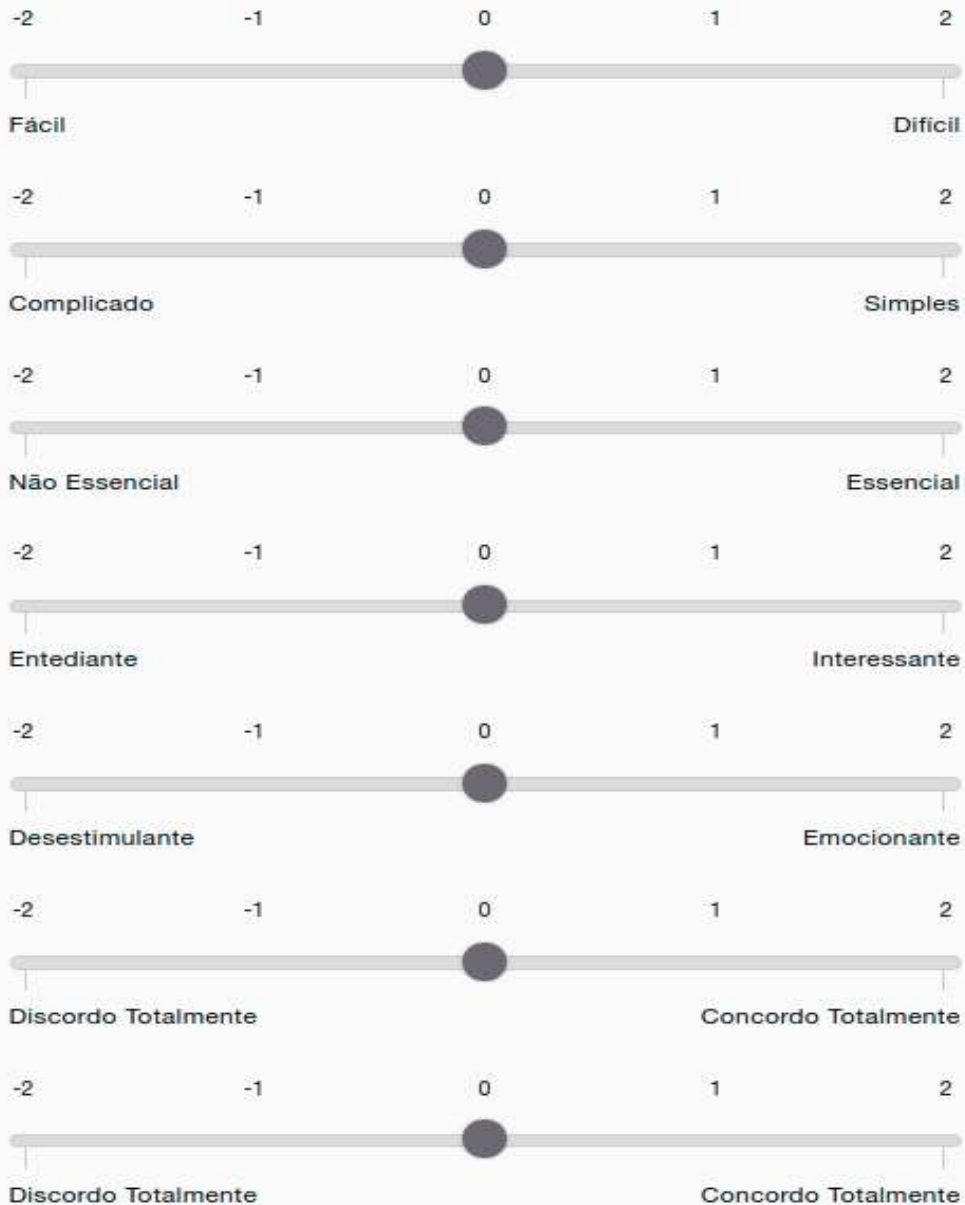 -2 -1 0 1 2
Fácil Difícil
-2 -1 0 1 2
Complicado Simples
-2 -1 0 1 2
Não Essencial Essencial
-2 -1 0 1 2
Entediante Interessante
-2 -1 0 1 2
Desestimulante Emocionante
-2 -1 0 1 2
Discordo Totalmente Concordo Totalmente
-2 -1 0 1 2
Discordo Totalmente Concordo Totalmente